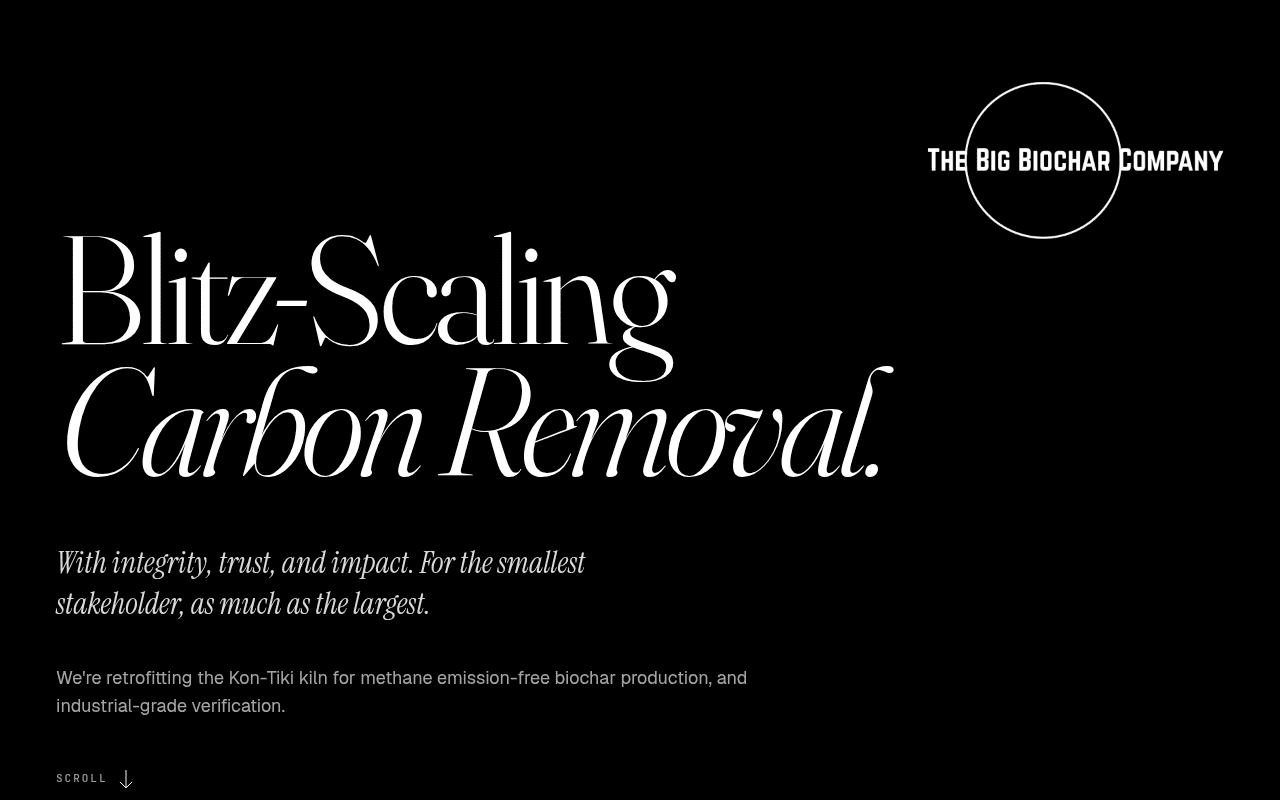 The Big Biochar Company
Blitz-Scaling
Carbon Removal.
With integrity, trust, and impact. For the smallest
stakeholder, as much as the largest.
We're retrofitting the Kon-Tiki kiln for methane emission-free biochar production, and
industrial-grade verification.
SCROLL